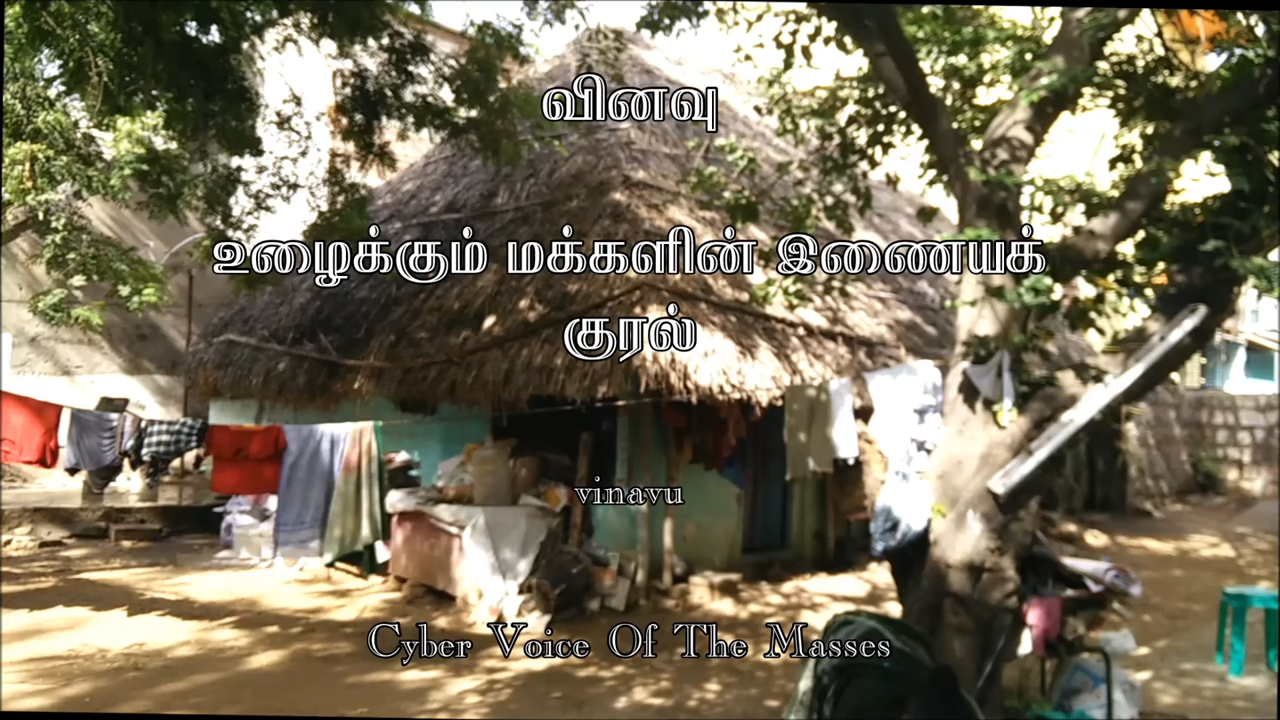 வினவு
உழைக்கும் மக்களின் இணையக்
குரல்
vinavu
Cyber Voice Of The Masses